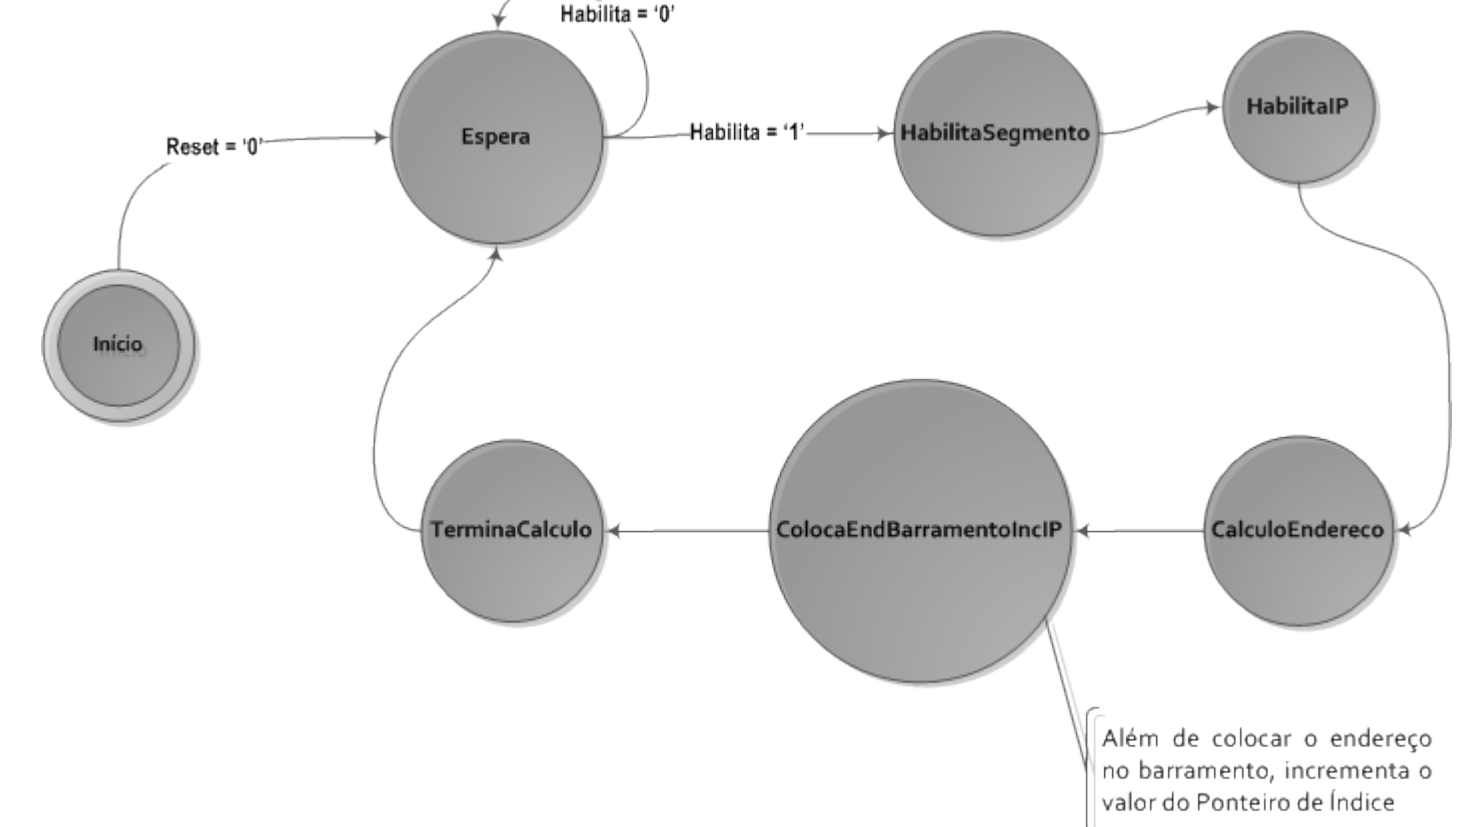 Habilita = ‘0’
Reset = ‘0’
Espera
Habilita = ‘1’
HabilitaSegmento
HabilitaIP
Início
TerminaCalculo
ColocaEndBarramentoIncIP
CalculoEndereco
Além de colocar o endereço
no barramento, incrementa o
valor do Ponteiro de Índice